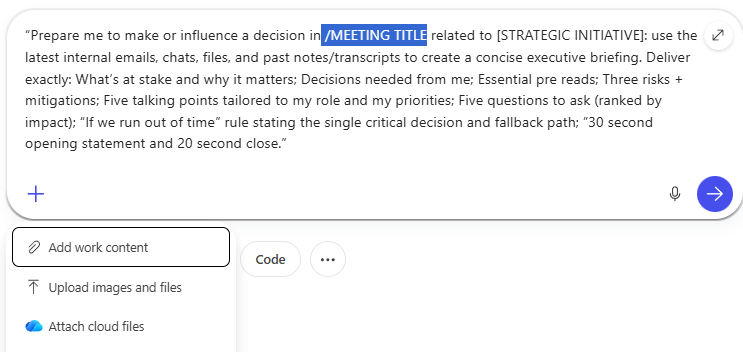 “Prepare me to make or influence a decision in /MEETING TITLE related to [STRATEGIC INITIATIVE]: use the
latest internal emails, chats, files, and past notes/transcripts to create a concise executive briefing. Deliver
exactly: What’s at stake and why it matters; Decisions needed from me; Essential pre reads; Three risks +
mitigations; Five talking points tailored to my role and my priorities; Five questions to ask (ranked by
impact); “If we run out of time” rule stating the single critical decision and fallback path; “30 second
opening statement and 20 second close.”
Add work content
Code
Upload images and files
Attach cloud files